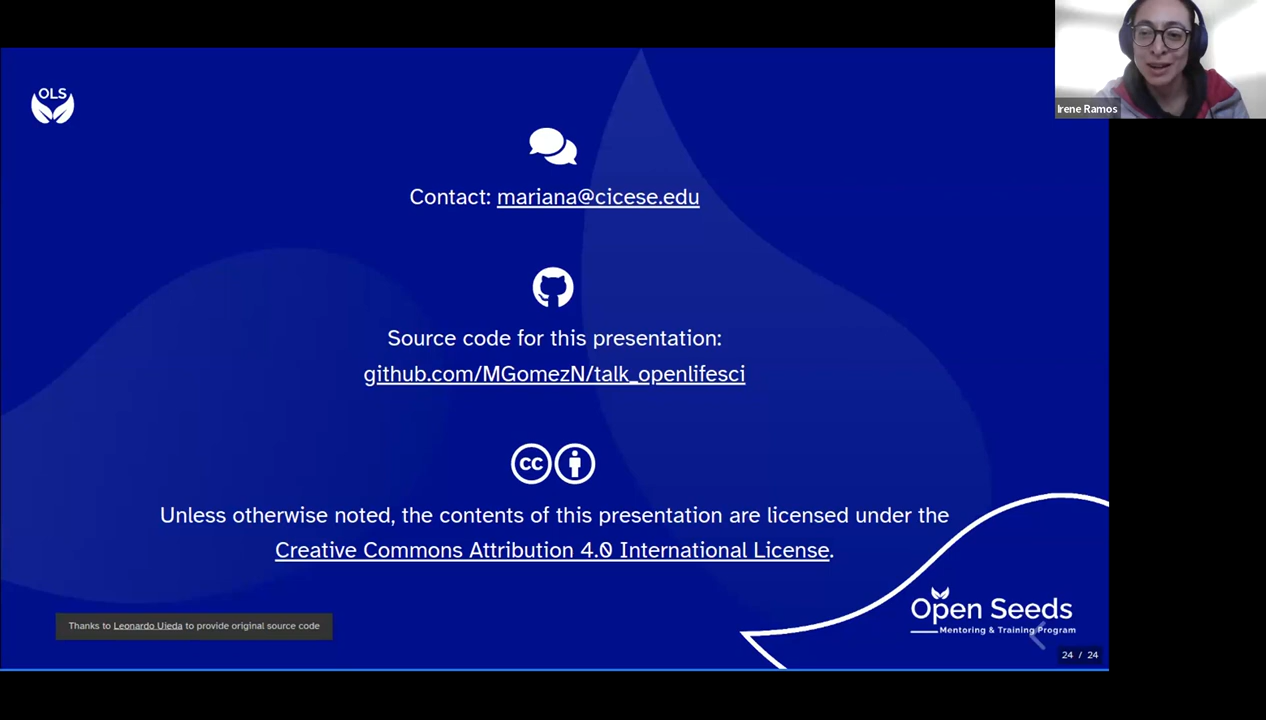 Irene Ramos
OLS
Contact: mariana@cicese.edu
Source code for this presentation:
github.com/MGomezN/talk_openlifesci
cc
Unless otherwise noted, the contents of this presentation are licensed under the
Creative Commons Attribution 4.0 International License.
Thanks to Leonardo Uieda to provide original source code
Open Seeds
Mentoring & Training Program
24 / 24